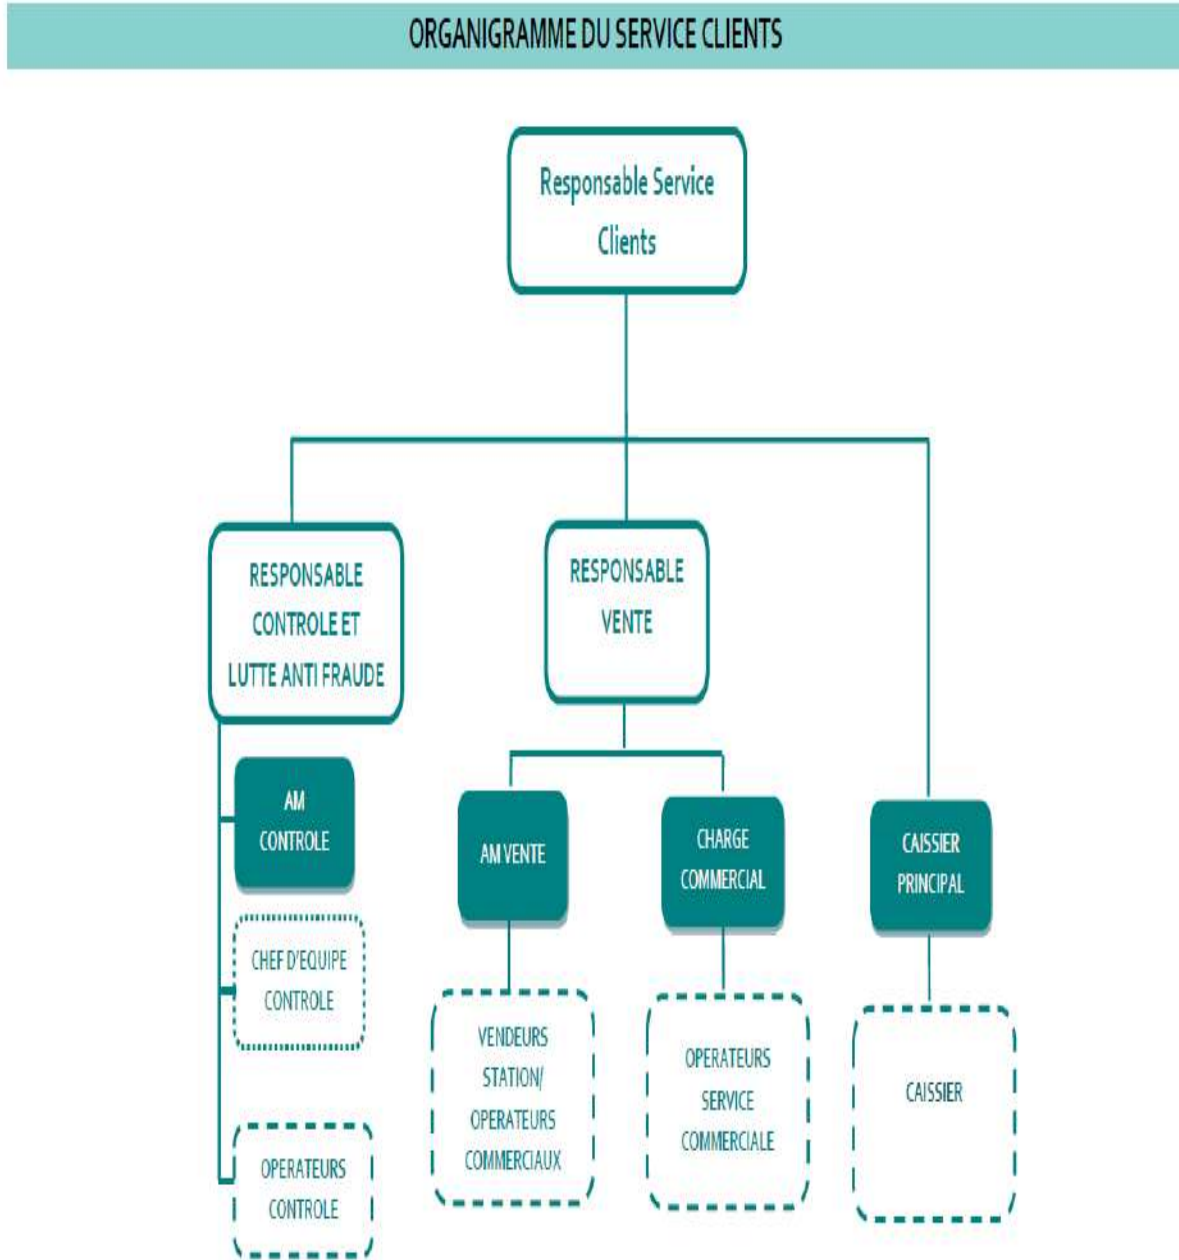 ORGANIGRAMME DU SERVICE CLIENTS
Responsable Service
Clients
RESPONSABLE
CONTROLE ET
LUTTE ANTI FRAUDE
RESPONSABLE
VENTE
AM
CONTROLE
CHEF D'EQUIPE
CONTROLE
OPERATEURS
CONTROLE
AM VENTE
VENDEURS
STATION/
OPERATEURS
COMMERCIAUX
CHARGE
COMMERCIAL
OPERATEURS
SERVICE
COMMERCIALE
CAISSIER
PRINCIPAL
CAISSIER